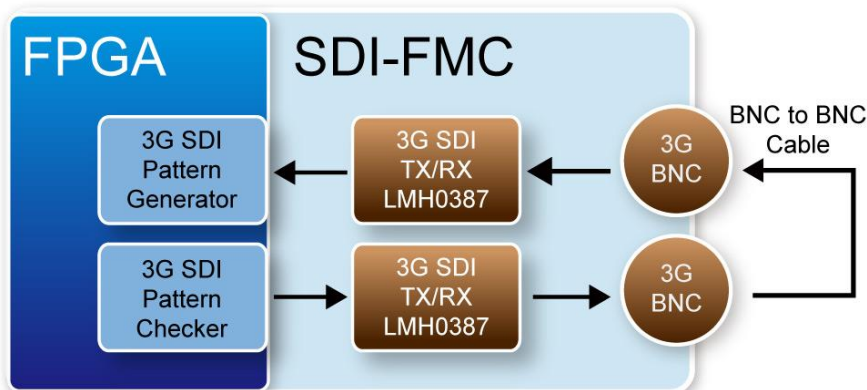 FPGA
SDI-FMC
3G SDI
Pattern
Generator
3G SDI
TX/RX
LMH0387
3G
BNC
BNC to BNC
Cable
3G SDI
Pattern
Checker
3G SDI
TX/RX
LMH0387
3G
BNC